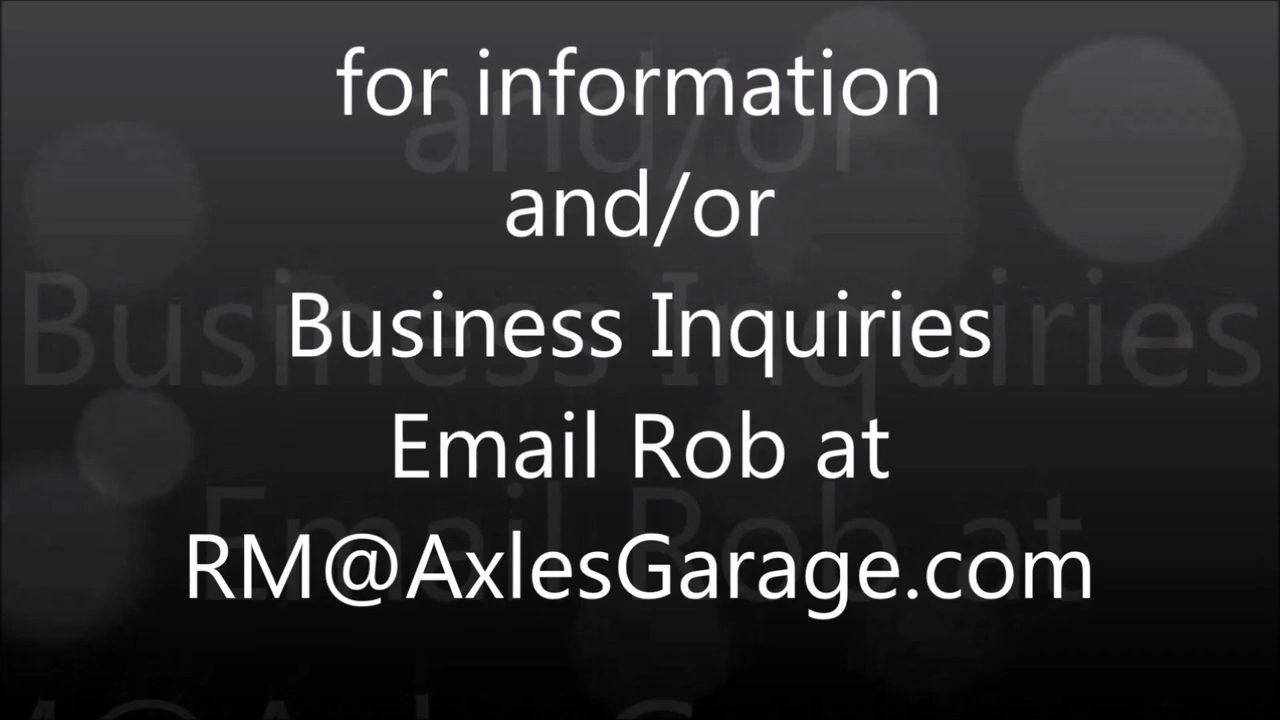 for information
and/or
Business Inquiries
Email Rob at
RM@AxlesGarage.com